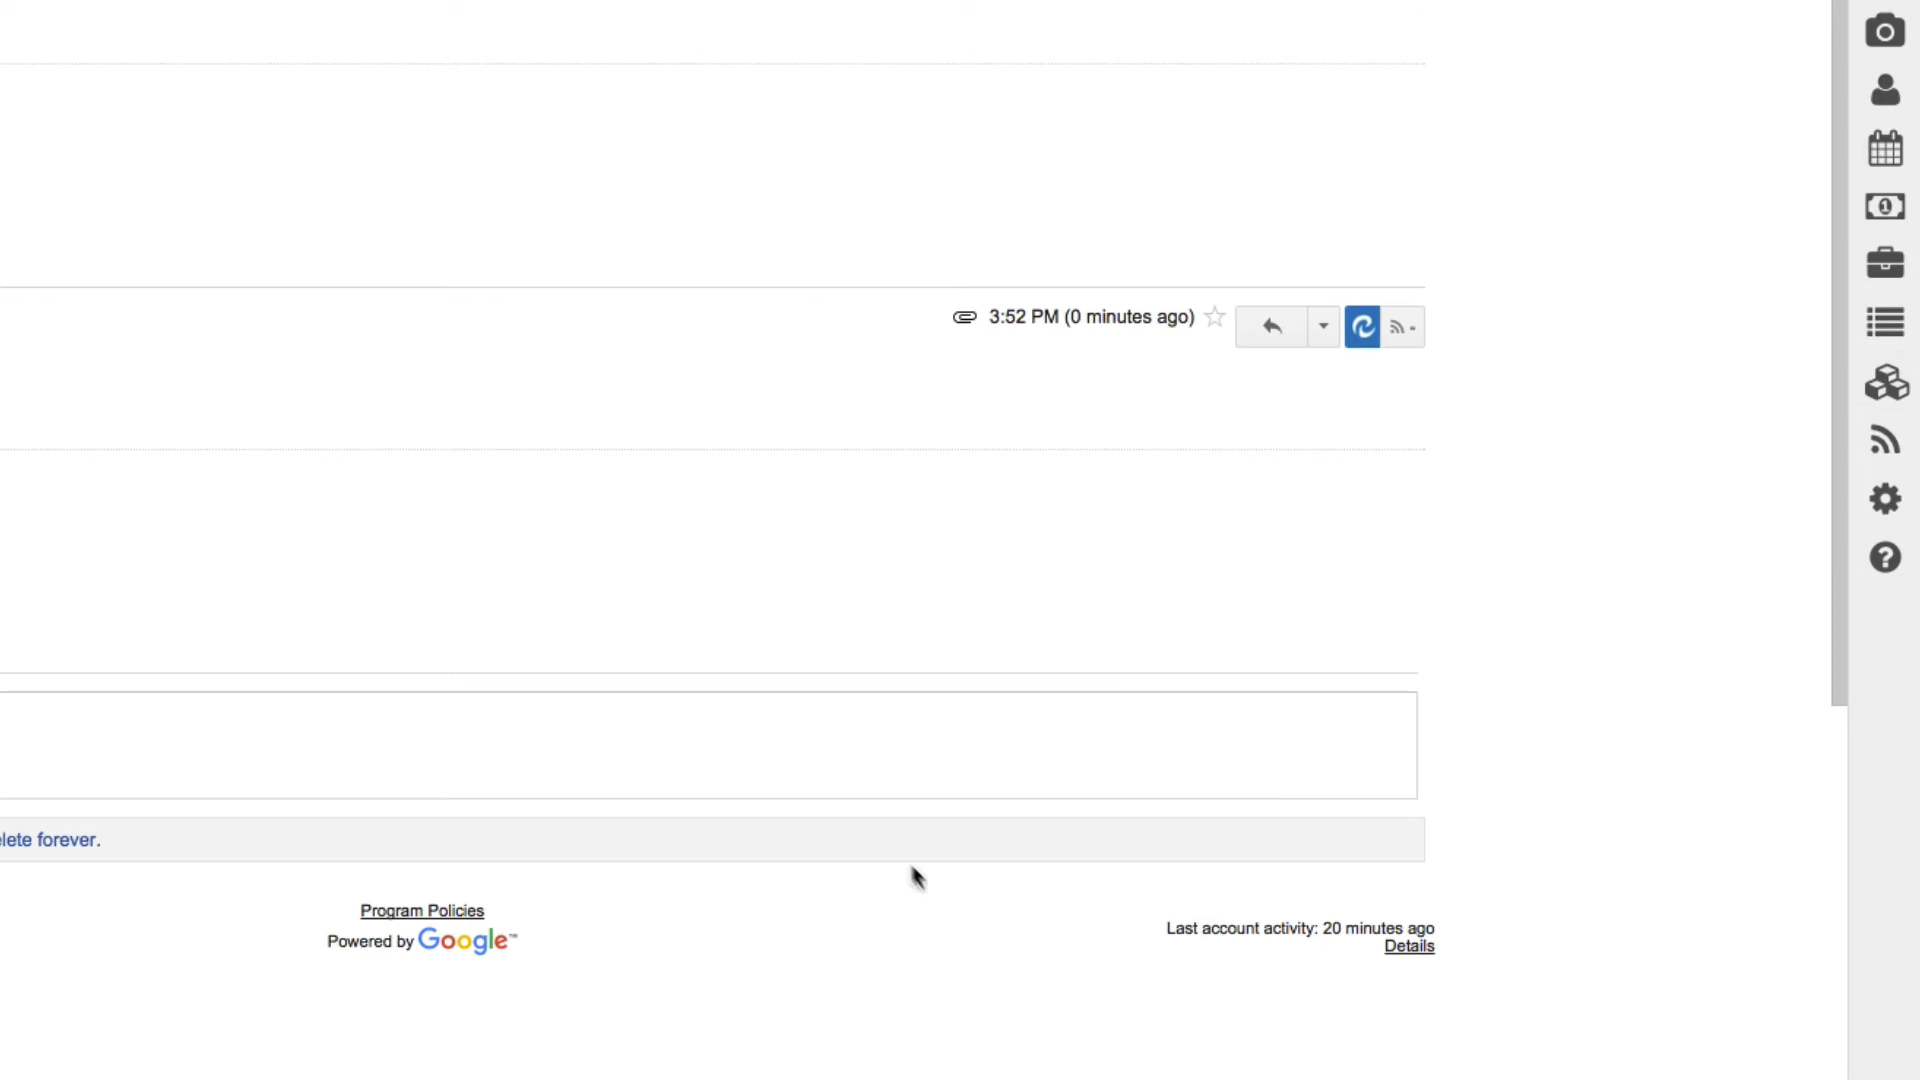 3:52 PM (0 minutes ago)
lete forever.
Program Policies
Powered by Google™
Last account activity: 20 minutes ago
Details